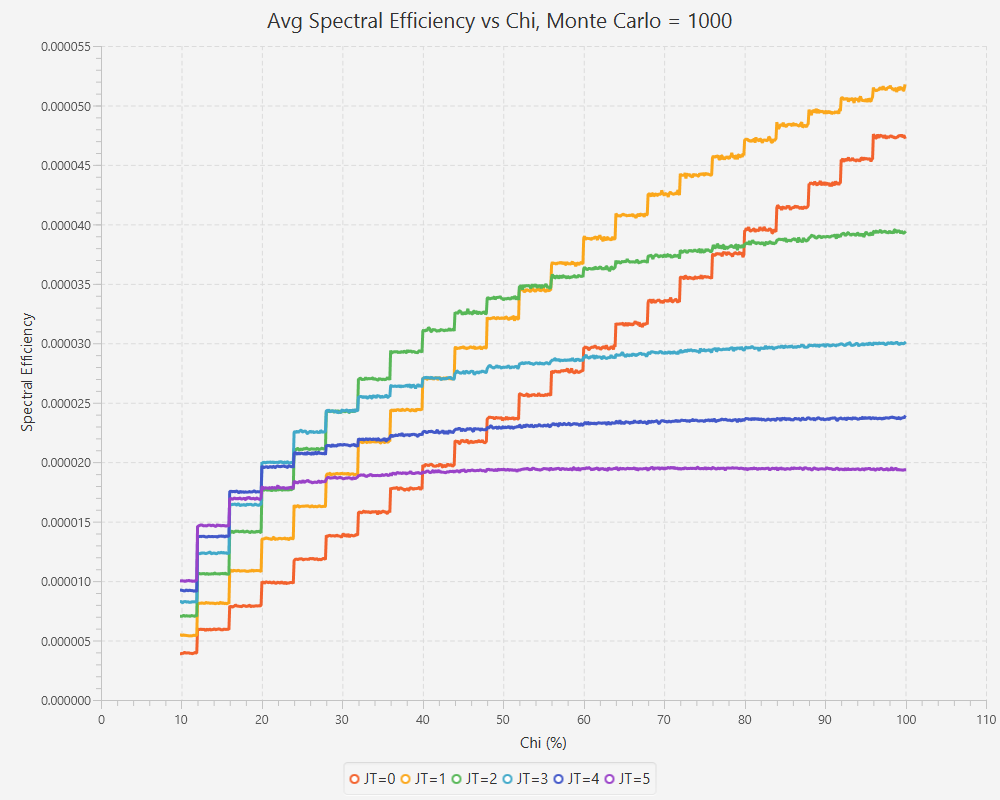 Avg Spectral Efficiency vs Chi, Monte Carlo = 1000
Spectral Efficiency
0.000055
0.000050
0.000045
0.000040
0.000035
0.000030
0.000025
0.000020
0.000015
0.000010
0.000005
0.000000
0 10 20 30 40 50 60 70 80 90 100 110
Chi (%)
JT=0 JT=1 JT=2 JT=3 JT=4 JT=5